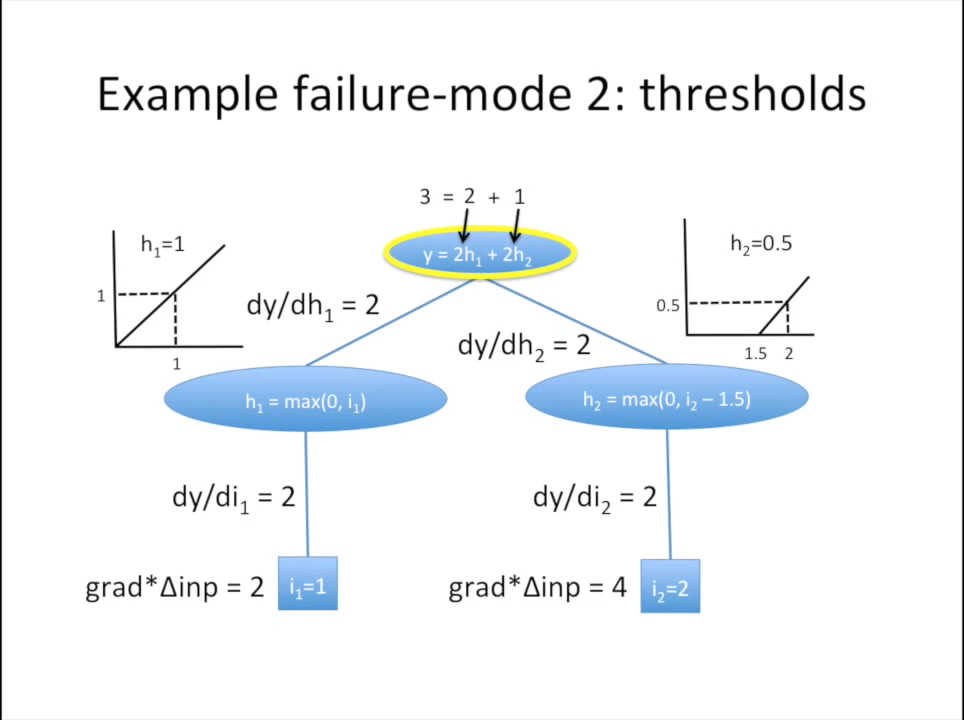 Example failure-mode 2: thresholds
3 = 2 + 1
y = 2h₁ + 2h₂
h₁=1
1
1
h₂=0.5
0.5
1.5 2
dy/dh₁ = 2
dy/dh₂ = 2
h₁ = max(0, i₁)
h₂ = max(0, i₂ – 1.5)
dy/di₁ = 2
dy/di₂ = 2
grad*Δinp = 2
i₁=1
grad*Δinp = 4
i₂=2